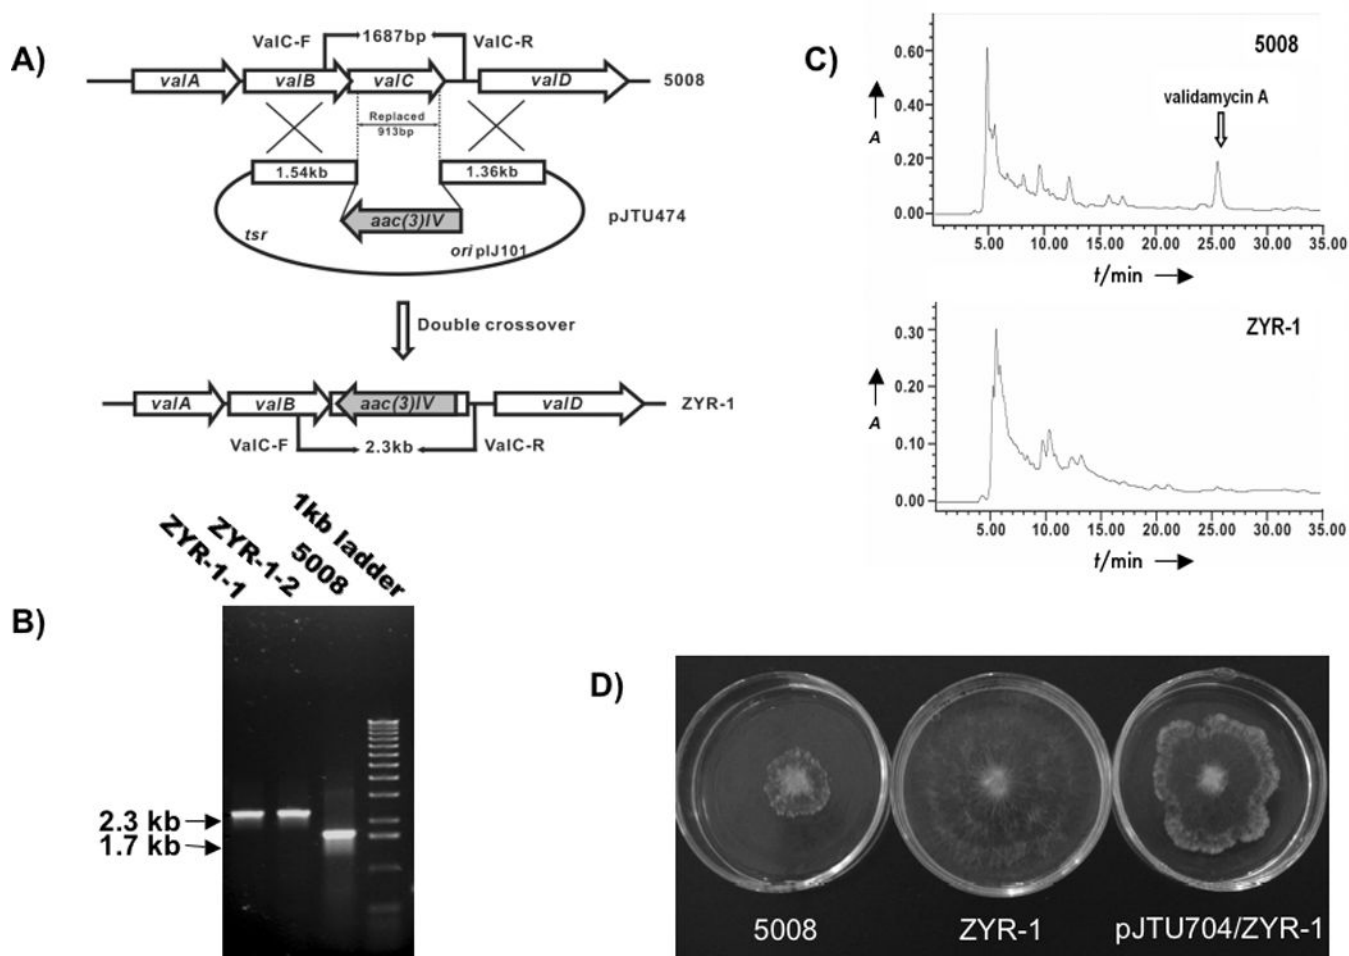 A)
ValC-F
1687bp
ValC-R
valA
valB
valC
valD
5008
Replaced
913bp
1.54kb
1.36kb
aac(3)IV
pJTU474
tsr
ori pIJ101
Double crossover
valA
valB
aac(3)IV
valD
ZYR-1
ValC-F
2.3kb
ValC-R
B)
ZYR-1-1
ZYR-1-2
5008
1kb ladder
2.3 kb
1.7 kb
C)
5008
validamycin A
A
0.60
0.40
0.20
0.00
5.00 10.00 15.00 20.00 25.00 30.00 35.00
t/min
ZYR-1
A
0.30
0.20
0.10
0.00
5.00 10.00 15.00 20.00 25.00 30.00 35.00
t/min
D)
5008
ZYR-1
pJTU704/ZYR-1